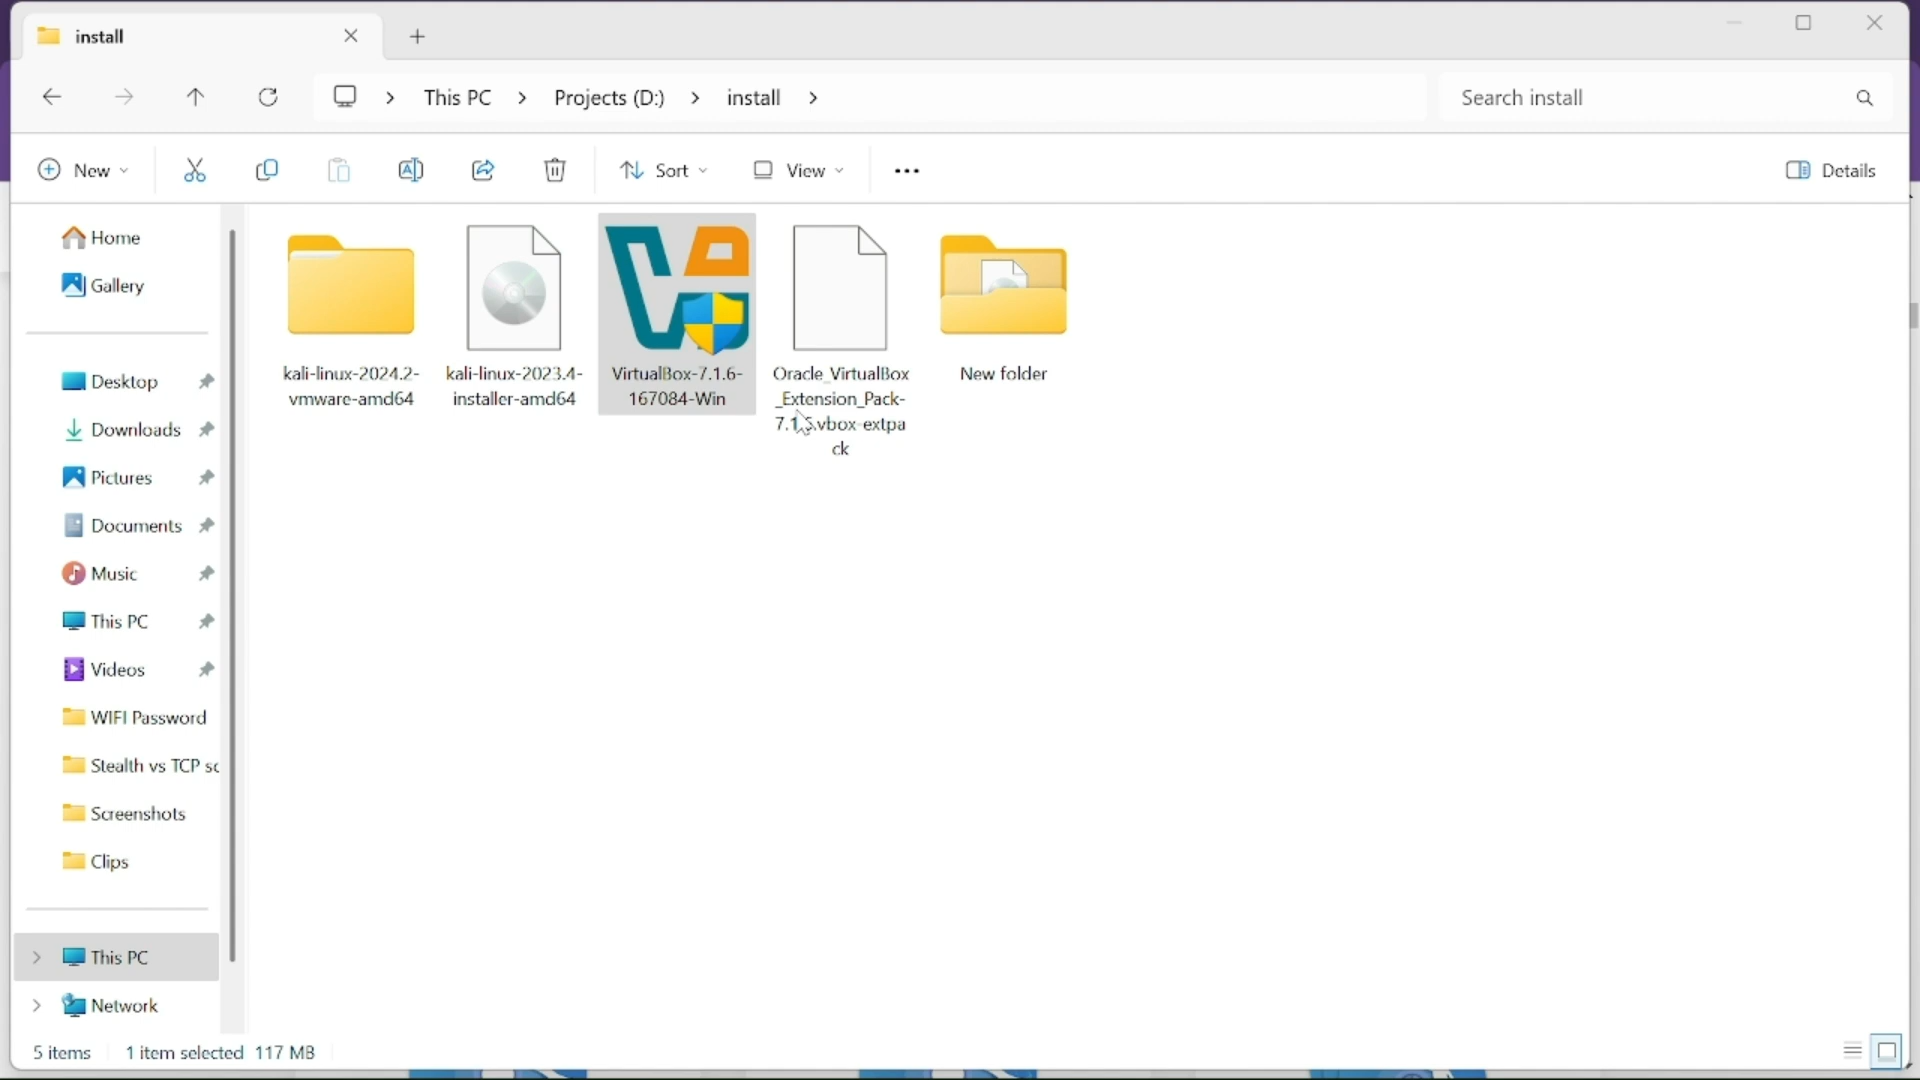 install
This PC
Projects (D:)
install
Search install
New
Sort
View
Details
Home
Gallery
Desktop
Downloads
Pictures
Documents
Music
This PC
Videos
WIFI Password
Stealth vs TCP sc
Screenshots
Clips
This PC
Network
kali-linux-2024.2-
vmware-amd64
kali-linux-2023.4-
installer-amd64
VirtualBox-7.1.6-
167084-Win
Oracle_VirtualBox
_Extension_Pack-
7.1.6.vbox-extpa
ck
New folder
5 items
1 item selected 117 MB